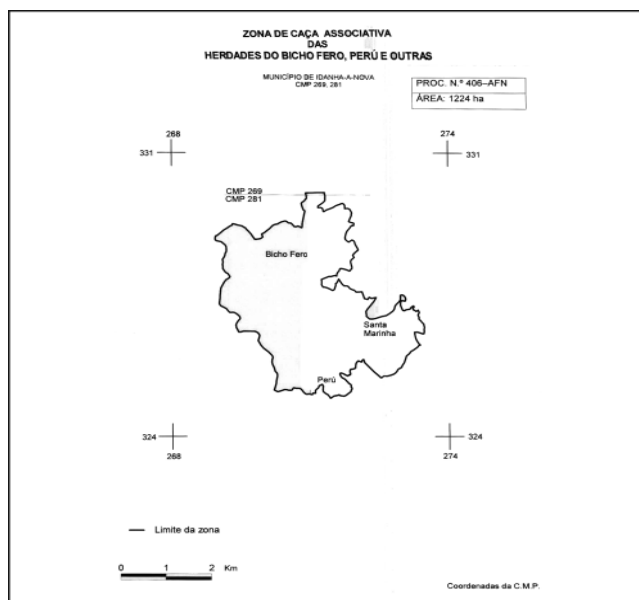 ZONA DE CAÇA ASSOCIATIVA
DAS
HERDADES DO BICHO FERO, PERÚ E OUTRAS
MUNICÍPIO DE IDANHA-A-NOVA
CMP 269, 281
PROC. N.º 406–AFN
ÁREA: 1224 ha
268
331
274
331
CMP 269
CMP 281
Bicho Fero
Santa
Marinha
Perú
324
268
324
274
Limite da zona
0 1 2 Km
Coordenadas da C.M.P.